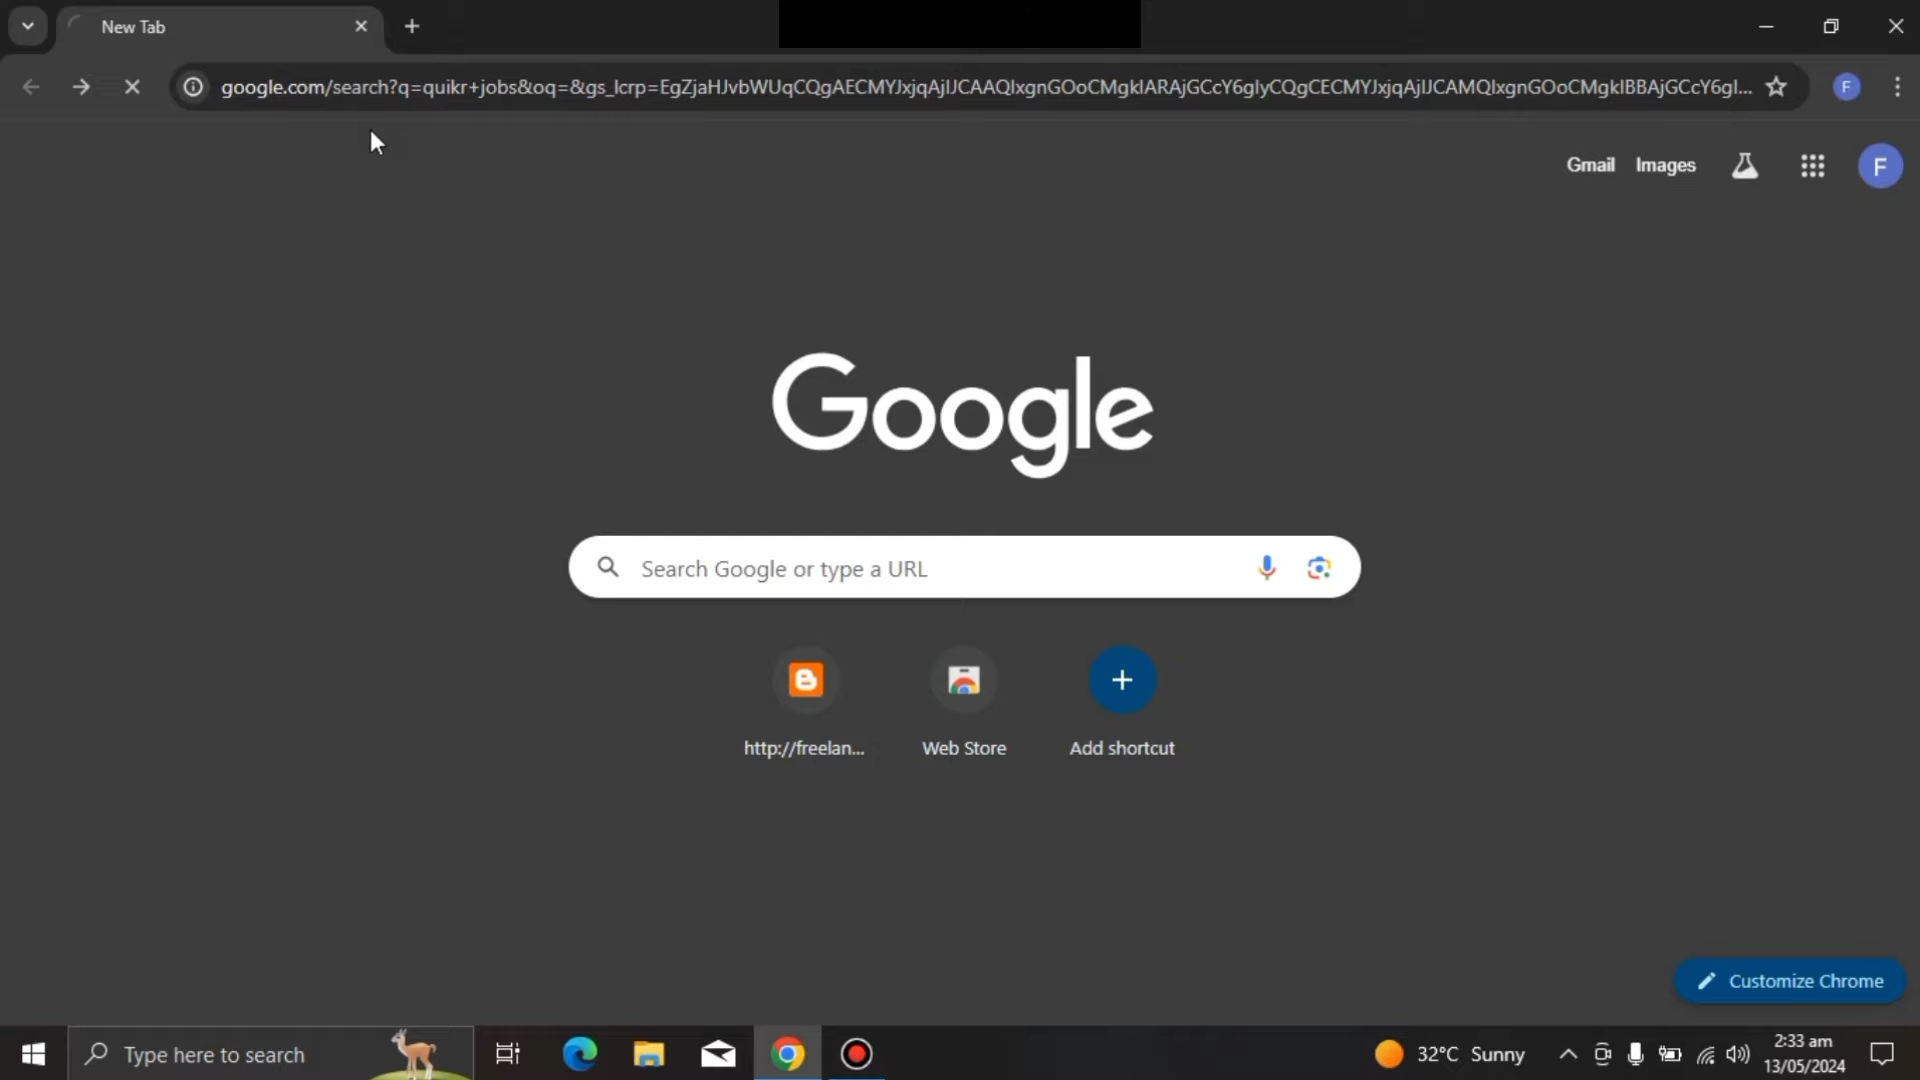 New Tab
google.com/search?q=quikr+jobs&oq=&gs_lcrp=EgZjaHJvbWUqCQgAECMYJxjqAjIJCAAQIxgnGOoCMgkIARAjGCcY6gIyCQgCECMYJxjqAjIJCAMQIxgnGOoCMgkIBBAjGCcY6gI...
F
Gmail Images
F
Google
Search Google or type a URL
http://freelan...
Web Store
Add shortcut
Customize Chrome
Type here to search
32°C Sunny
2:33 am
13/05/2024